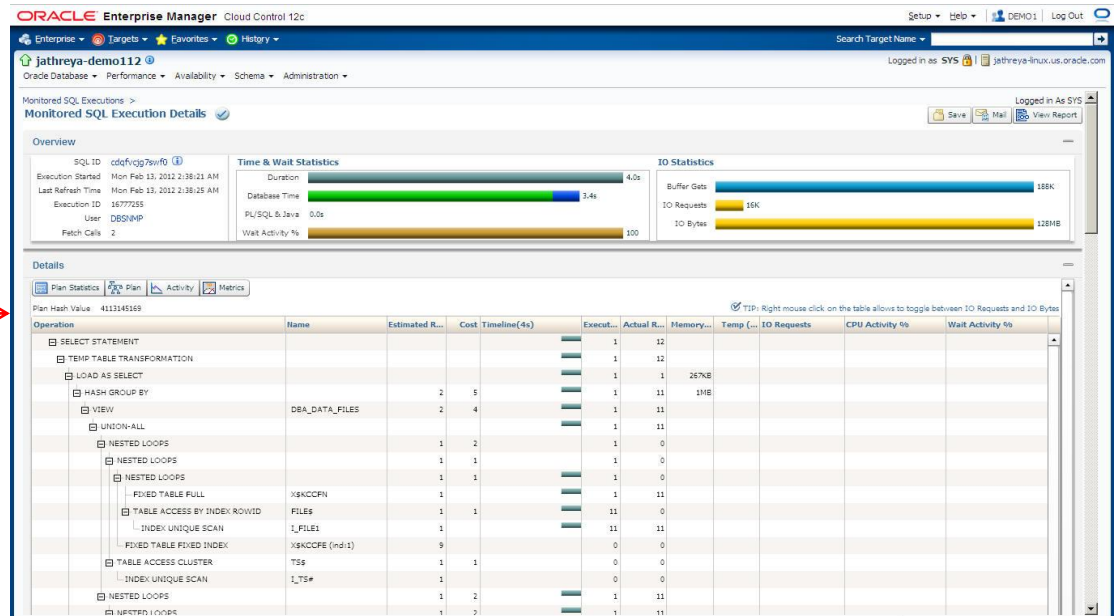 ORACLE Enterprise Manager Cloud Control 12c
Setup Help DEMO1 Log Out
Enterprise Targets Favorites History Search Target Name
jathreya-demo112
Logged in as SYS jathreya-linux.us.oracle.com
Oracle Database Performance Availability Schema Administration
Monitored SQL Executions >
Logged in As SYS
Monitored SQL Execution Details
Save Mail View Report
Overview
SQL ID cdqfvcjg7swf0
Execution Started Mon Feb 13, 2012 2:38:21 AM
Last Refresh Time Mon Feb 13, 2012 2:38:25 AM
Execution ID 16777255
User DBSNMP
Fetch Calls 2
Time & Wait Statistics
Duration 4.0s
Database Time 3.4s
PL/SQL & Java 0.0s
Wait Activity % 100
IO Statistics
Buffer Gets 188K
IO Requests 16K
IO Bytes 128MB
Details
Plan Statistics Plan Activity Metrics
Plan Hash Value 4113145169
TIP: Right mouse click on the table allows to toggle between IO Requests and IO Bytes
Operation Name Estimated R... Cost Timeline(4s) Execut... Actual R... Memory... Temp (... IO Requests CPU Activity % Wait Activity %
SELECT STATEMENT 1 12
TEMP TABLE TRANSFORMATION 1 12
LOAD AS SELECT 1 1 267KB
HASH GROUP BY 2 5 1 11 1MB
VIEW DBA_DATA_FILES 2 4 1 11
UNION-ALL 1 11
NESTED LOOPS 1 2 1 0
NESTED LOOPS 1 1 1 0
NESTED LOOPS 1 1 1 0
FIXED TABLE FULL X$KCCFN 1 1 11
TABLE ACCESS BY INDEX ROWID FILE$ 1 1 11 0
INDEX UNIQUE SCAN I_FILE1 1 11 11
FIXED TABLE FIXED INDEX X$KCCFE (ind:1) 9 0 0
TABLE ACCESS CLUSTER TS$ 1 1 0 0
INDEX UNIQUE SCAN I_TS# 1 0 0
NESTED LOOPS 1 2 1 11
NESTED LOOPS 1 2 1 11